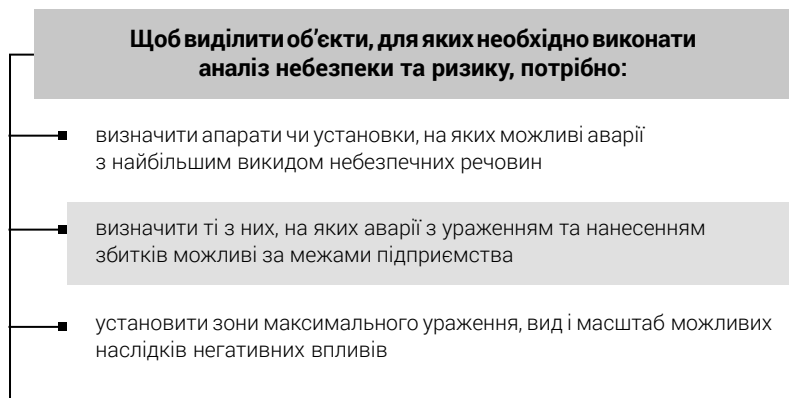 Щоб виділити об’єкти, для яких необхідно виконати
аналіз небезпеки та ризику, потрібно:
визначити апарати чи установки, на яких можливі аварії
з найбільшим викидом небезпечних речовин
визначити ті з них, на яких аварії з ураженням та нанесенням
збитків можливі за межами підприємства
установити зони максимального ураження, вид і масштаб можливих
наслідків негативних впливів